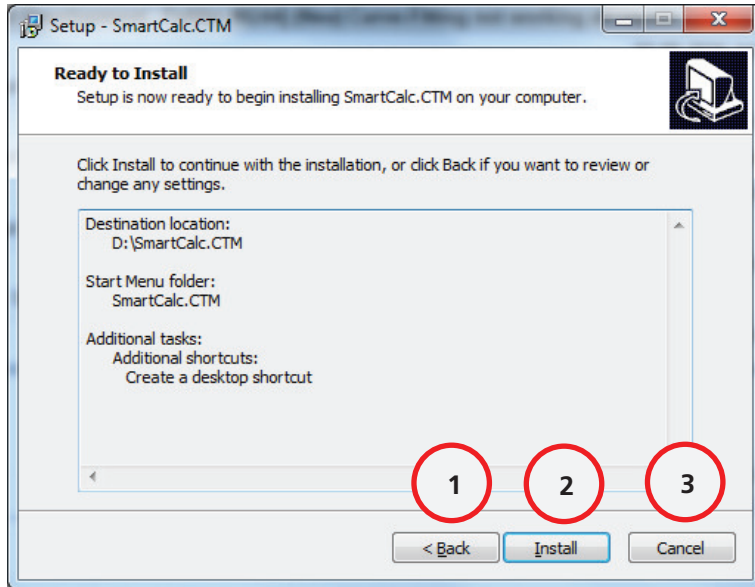 Setup - SmartCalc.CTM
Ready to Install
Setup is now ready to begin installing SmartCalc.CTM on your computer.
Click Install to continue with the installation, or click Back if you want to review or
change any settings.
Destination location:
D:\SmartCalc.CTM
Start Menu folder:
SmartCalc.CTM
Additional tasks:
Additional shortcuts:
Create a desktop shortcut
1 2 3
< Back Install Cancel